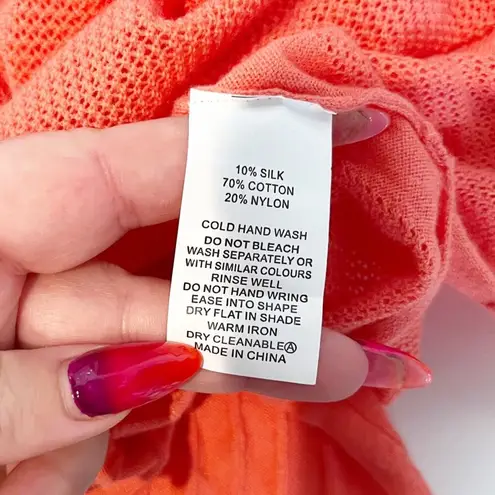 10% SILK
70% COTTON
20% NYLON
COLD HAND WASH
DO NOT BLEACH
WASH SEPARATELY OR
WITH SIMILAR COLOURS
RINSE WELL
DO NOT HAND WRING
EASE INTO SHAPE
DRY FLAT IN SHADE
WARM IRON
DRY CLEANABLEⒶ
MADE IN CHINA